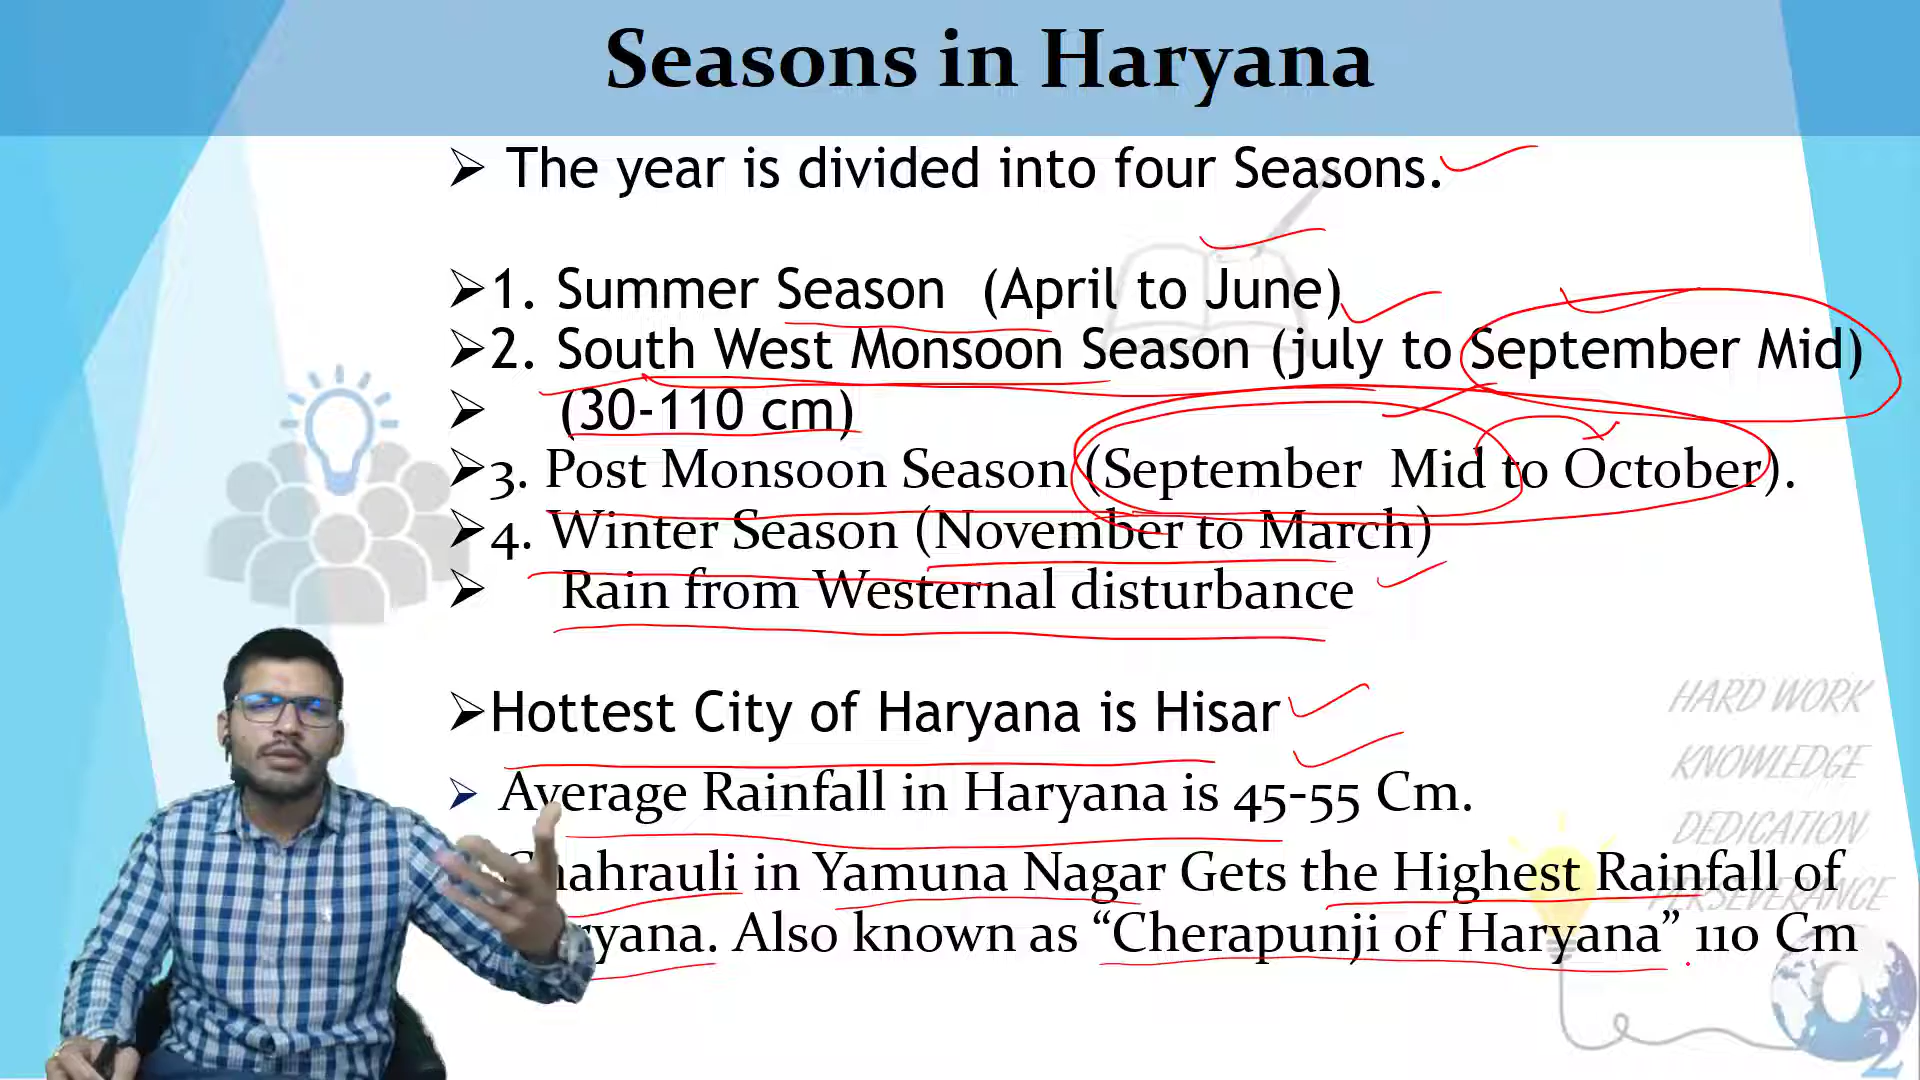 Seasons in Haryana
➢ The year is divided into four Seasons.
➢1. Summer Season (April to June)
➢2. South West Monsoon Season (july to September Mid)
➢ (30-110 cm)
➢3. Post Monsoon Season (September Mid to October).
➢4. Winter Season (November to March)
➢ Rain from Westernal disturbance
➢Hottest City of Haryana is Hisar
➢ Average Rainfall in Haryana is 45-55 Cm.
in Yamuna Nagar Gets the Highest Rainfall of
Also known as “Cherapunji of Haryana” 110 Cm
HARD WORK
KNOWLEDGE
DEDICATION
PERSEVERANCE
O2